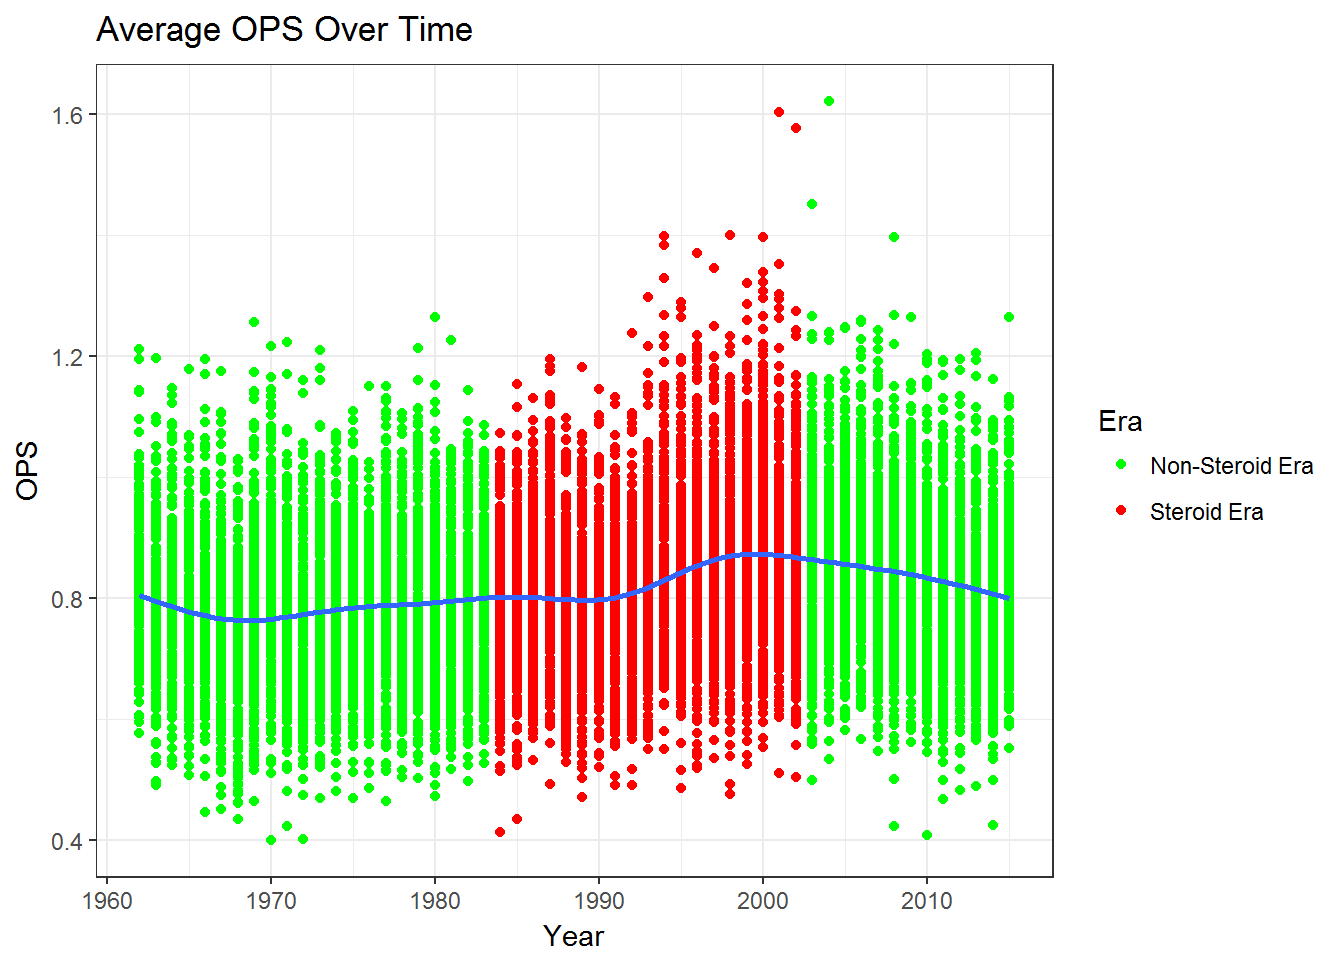 Average OPS Over Time
OPS
1.6
1.2
0.8
0.4
1960 1970 1980 1990 2000 2010
Year
Era
Non-Steroid Era
Steroid Era